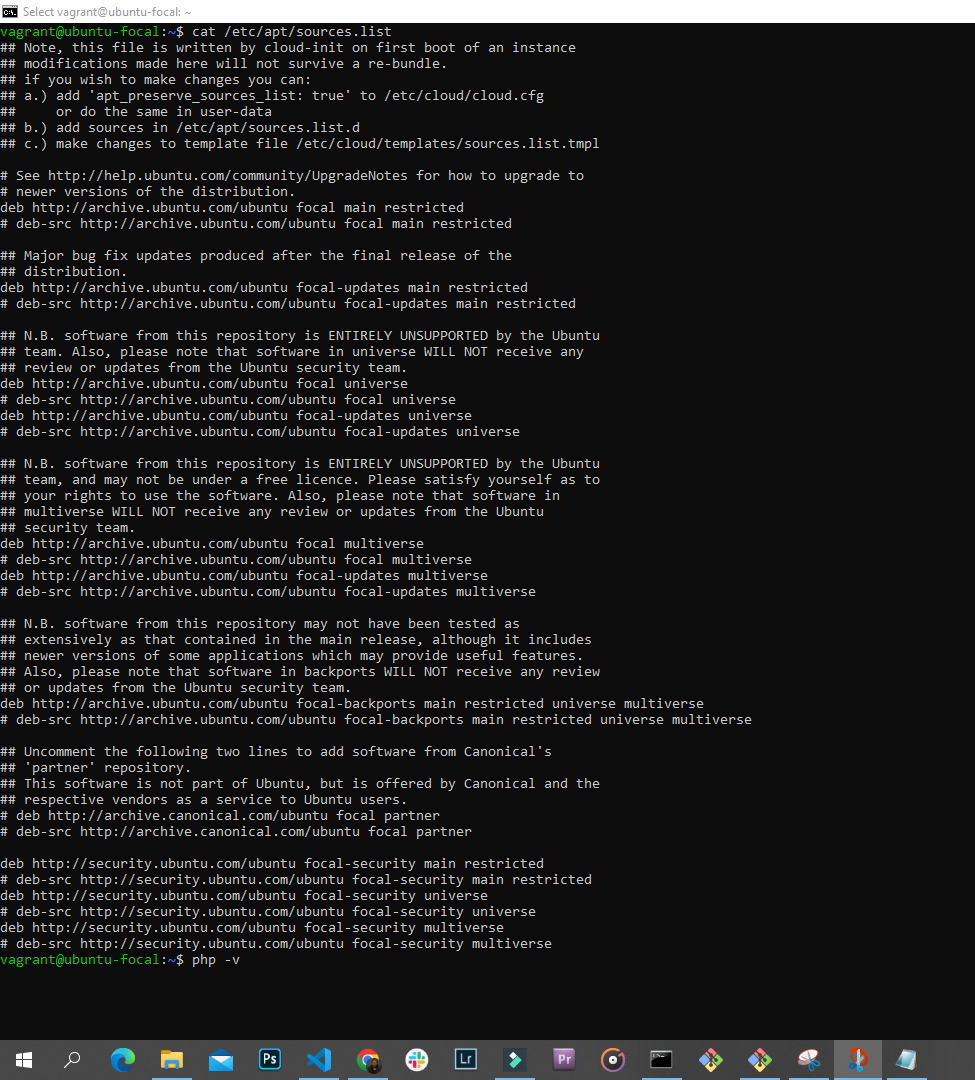 Select vagrant@ubuntu-focal: ~
vagrant@ubuntu-focal:~$ cat /etc/apt/sources.list
## Note, this file is written by cloud-init on first boot of an instance
## modifications made here will not survive a re-bundle.
## if you wish to make changes you can:
## a.) add 'apt_preserve_sources_list: true' to /etc/cloud/cloud.cfg
##     or do the same in user-data
## b.) add sources in /etc/apt/sources.list.d
## c.) make changes to template file /etc/cloud/templates/sources.list.tmpl

# See http://help.ubuntu.com/community/UpgradeNotes for how to upgrade to
# newer versions of the distribution.
deb http://archive.ubuntu.com/ubuntu focal main restricted
# deb-src http://archive.ubuntu.com/ubuntu focal main restricted

## Major bug fix updates produced after the final release of the
## distribution.
deb http://archive.ubuntu.com/ubuntu focal-updates main restricted
# deb-src http://archive.ubuntu.com/ubuntu focal-updates main restricted

## N.B. software from this repository is ENTIRELY UNSUPPORTED by the Ubuntu
## team. Also, please note that software in universe WILL NOT receive any
## review or updates from the Ubuntu security team.
deb http://archive.ubuntu.com/ubuntu focal universe
# deb-src http://archive.ubuntu.com/ubuntu focal universe
deb http://archive.ubuntu.com/ubuntu focal-updates universe
# deb-src http://archive.ubuntu.com/ubuntu focal-updates universe

## N.B. software from this repository is ENTIRELY UNSUPPORTED by the Ubuntu
## team, and may not be under a free licence. Please satisfy yourself as to
## your rights to use the software. Also, please note that software in
## multiverse WILL NOT receive any review or updates from the Ubuntu
## security team.
deb http://archive.ubuntu.com/ubuntu focal multiverse
# deb-src http://archive.ubuntu.com/ubuntu focal multiverse
deb http://archive.ubuntu.com/ubuntu focal-updates multiverse
# deb-src http://archive.ubuntu.com/ubuntu focal-updates multiverse

## N.B. software from this repository may not have been tested as
## extensively as that contained in the main release, although it includes
## newer versions of some applications which may provide useful features.
## Also, please note that software in backports WILL NOT receive any review
## or updates from the Ubuntu security team.
deb http://archive.ubuntu.com/ubuntu focal-backports main restricted universe multiverse
# deb-src http://archive.ubuntu.com/ubuntu focal-backports main restricted universe multiverse

## Uncomment the following two lines to add software from Canonical's
## 'partner' repository.
## This software is not part of Ubuntu, but is offered by Canonical and the
## respective vendors as a service to Ubuntu users.
# deb http://archive.canonical.com/ubuntu focal partner
# deb-src http://archive.canonical.com/ubuntu focal partner

deb http://security.ubuntu.com/ubuntu focal-security main restricted
# deb-src http://security.ubuntu.com/ubuntu focal-security main restricted
deb http://security.ubuntu.com/ubuntu focal-security universe
# deb-src http://security.ubuntu.com/ubuntu focal-security universe
deb http://security.ubuntu.com/ubuntu focal-security multiverse
# deb-src http://security.ubuntu.com/ubuntu focal-security multiverse
vagrant@ubuntu-focal:~$ php -v
Ps Lr Pr